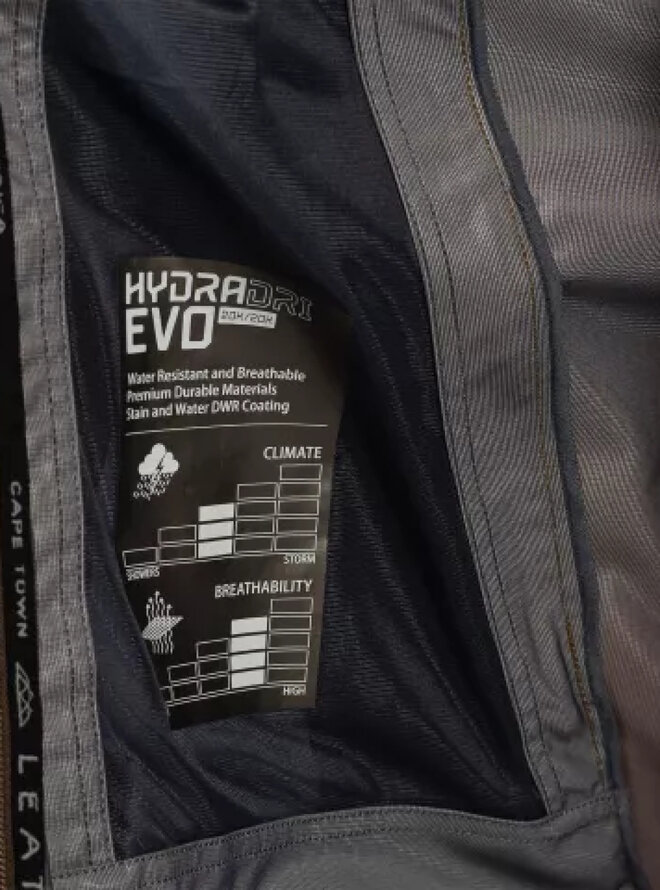 HYDRADRI
EVO 20K/20K
Water Resistant and Breathable
Premium Durable Materials
Stain and Water DWR Coating
CLIMATE
SHOWERS
STORM
BREATHABILITY
HIGH
CAPE TOWN
LEAT